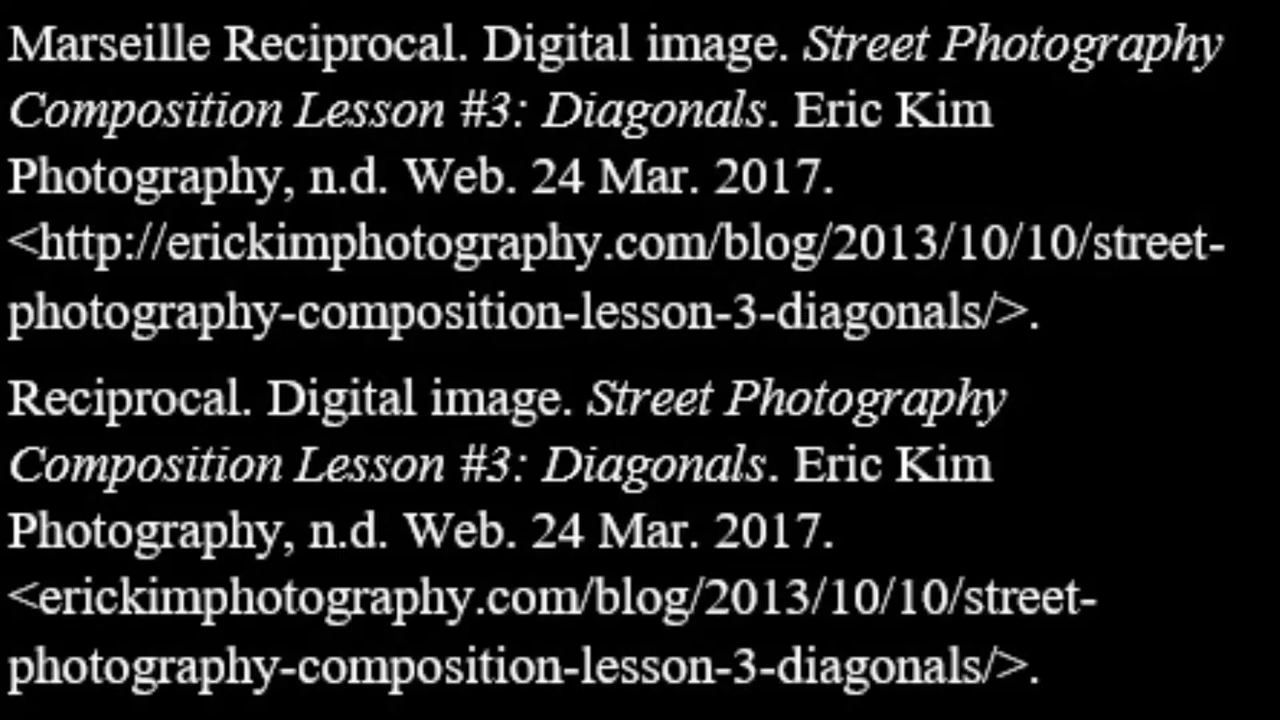 Marseille Reciprocal. Digital image. Street Photography
Composition Lesson #3: Diagonals. Eric Kim
Photography, n.d. Web. 24 Mar. 2017.
<http://erickimphotography.com/blog/2013/10/10/street-
photography-composition-lesson-3-diagonals/>.
Reciprocal. Digital image. Street Photography
Composition Lesson #3: Diagonals. Eric Kim
Photography, n.d. Web. 24 Mar. 2017.
<erickimphotography.com/blog/2013/10/10/street-
photography-composition-lesson-3-diagonals/>.